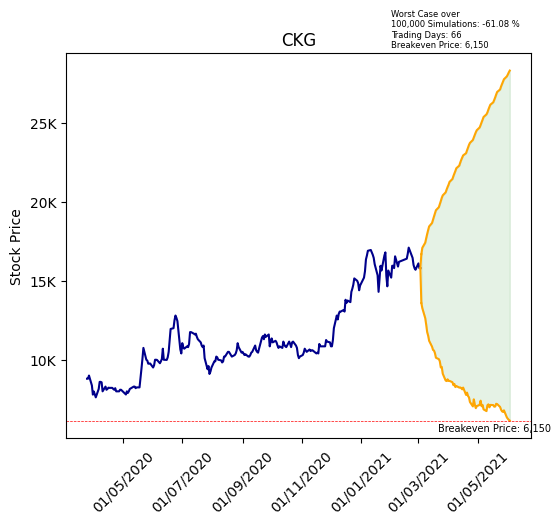 Worst Case over
100,000 Simulations: -61.08 %
Trading Days: 66
Breakeven Price: 6,150
CKG
Stock Price
25K
20K
15K
10K
Breakeven Price: 6,150
01/05/2020
01/07/2020
01/09/2020
01/11/2020
01/01/2021
01/03/2021
01/05/2021